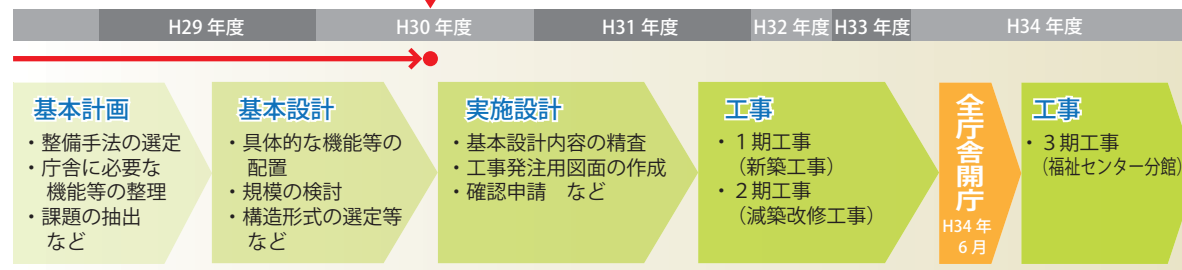 H29 年度
H30 年度
H31 年度
H32 年度
H33 年度
H34 年度
基本計画
・整備手法の選定
・庁舎に必要な
機能等の整理
・課題の抽出
など
基本設計
・具体的な機能等の
配置
・規模の検討
・構造形式の選定等
など
実施設計
・基本設計内容の精査
・工事発注用図面の作成
・確認申請 など
工事
・1期工事
（新築工事）
・2期工事
（減築改修工事）
全庁舎開庁
H34 年
6 月
工事
・3期工事
（福祉センター分館）